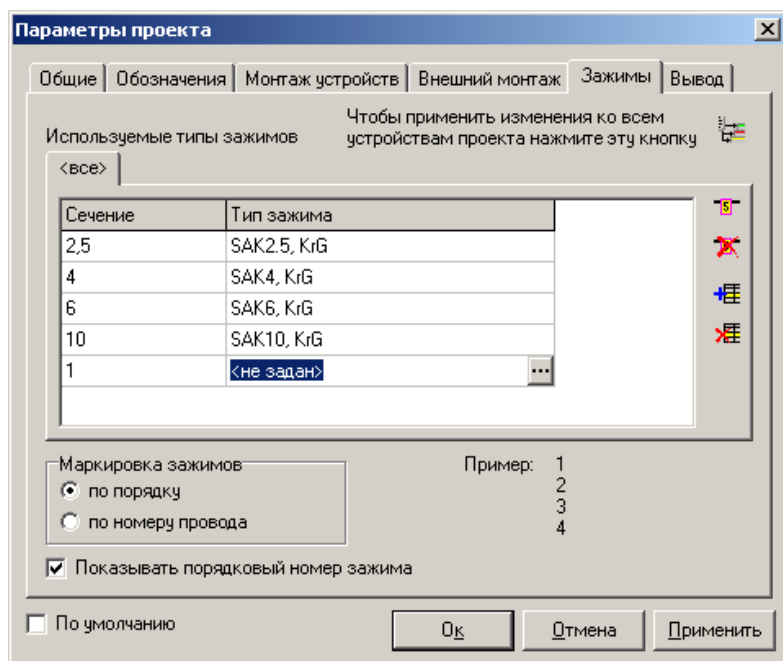 Параметры проекта
Общие
Обозначения
Монтаж устройств
Внешний монтаж
Зажимы
Вывод
Чтобы применить изменения ко всем
устройствам проекта нажмите эту кнопку
Используемые типы зажимов
<все>
Сечение Тип зажима
2,5 SAK2.5, KrG
4 SAK4, KrG
6 SAK6, KrG
10 SAK10, KrG
1 <не задан> ...
5
Маркировка зажимов
по порядку
по номеру провода
Пример: 1
2
3
4
Показывать порядковый номер зажима
По умолчанию
Ок
Отмена
Применить